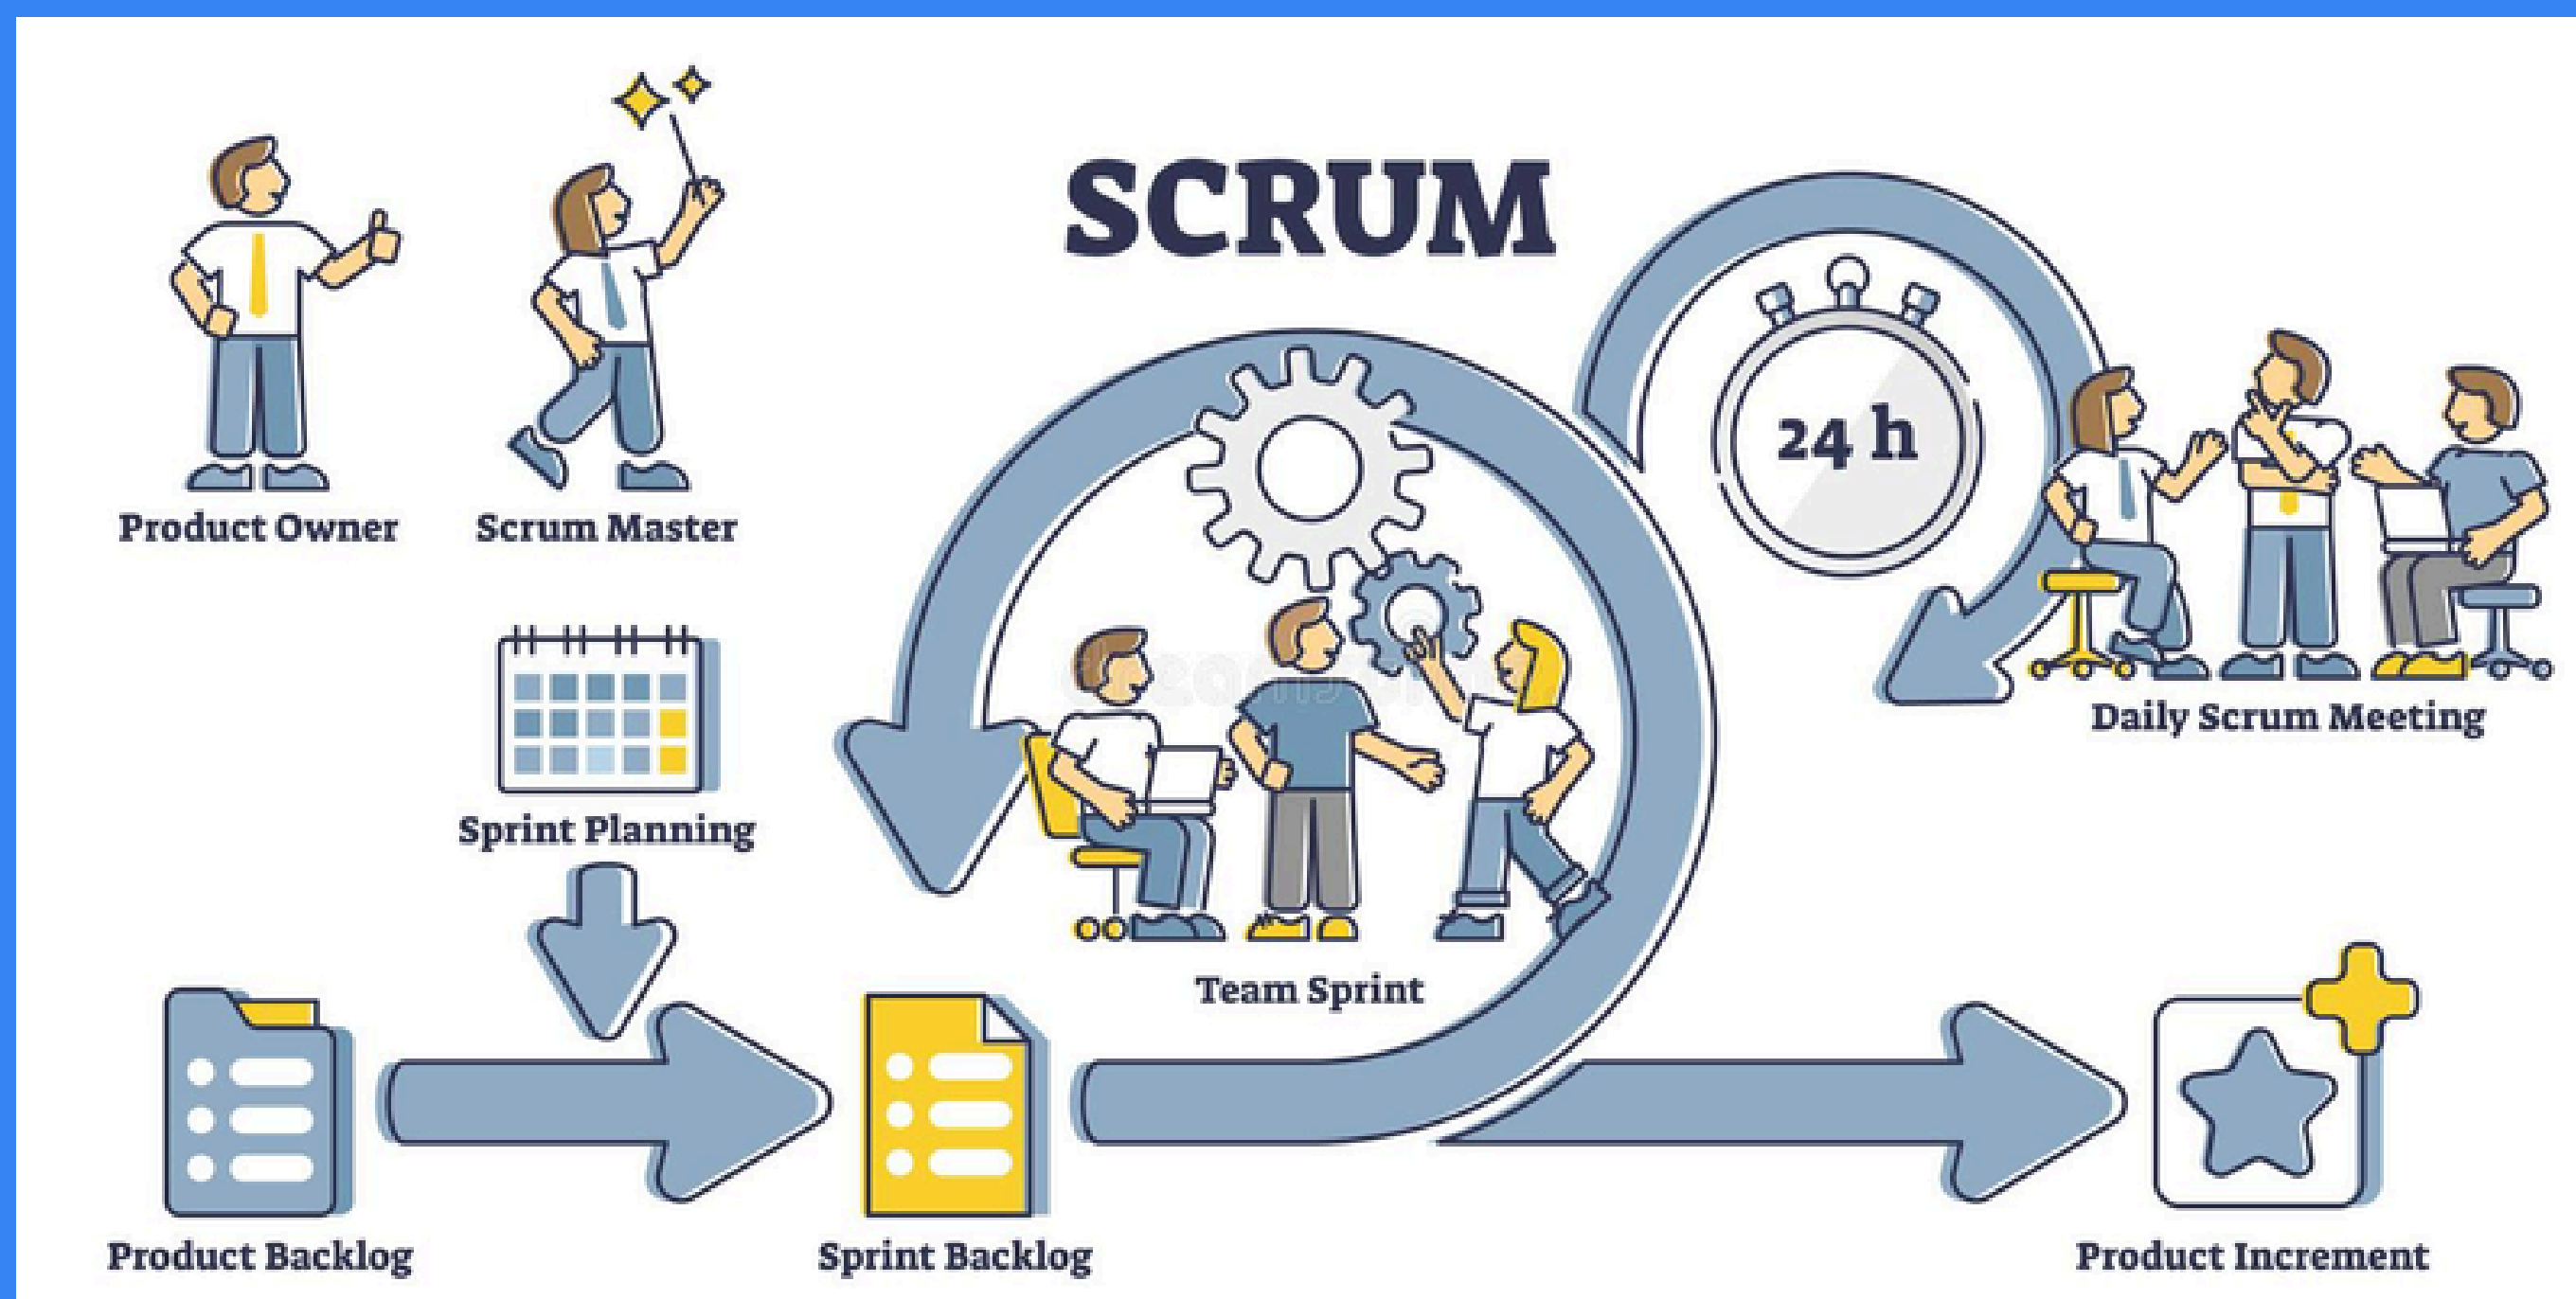 SCRUM
Product Owner
Scrum Master
24 h
Daily Scrum Meeting
Sprint Planning
Team Sprint
Product Backlog
Sprint Backlog
Product Increment